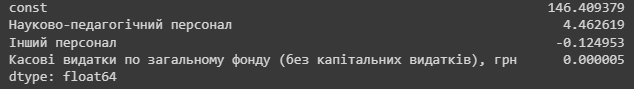 const 146.409379
Науково-педагогічний персонал 4.462619
Інший персонал -0.124953
Касові видатки по загальному фонду (без капітальних видатків), грн 0.000005
dtype: float64